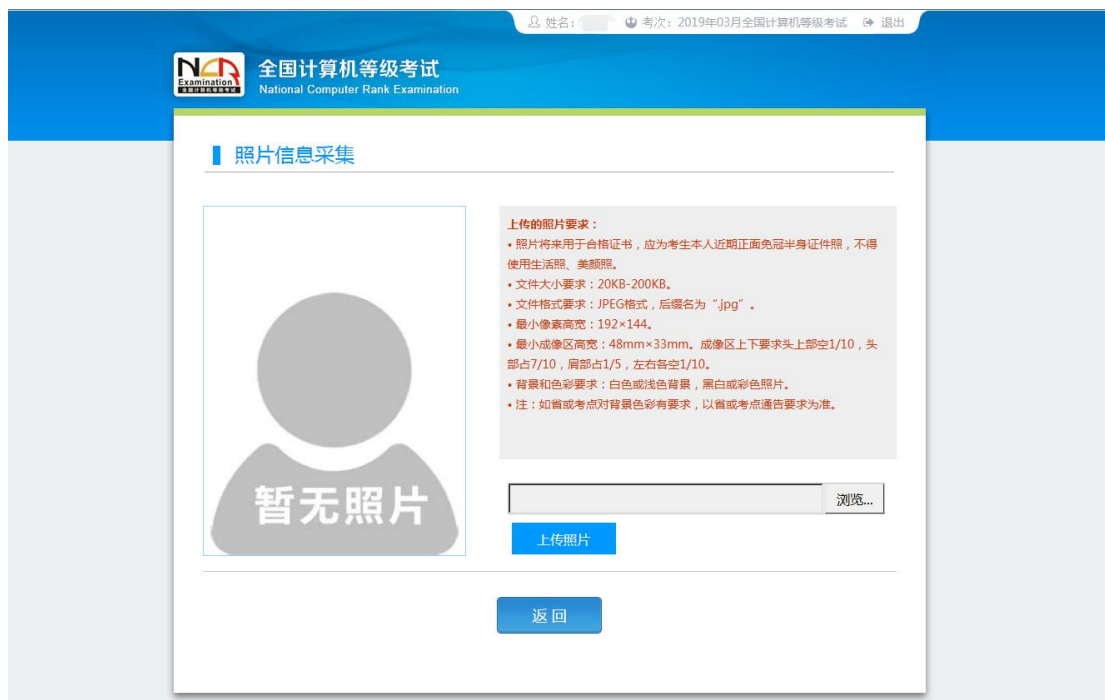 姓名： 考次：2019年03月全国计算机等级考试 退出
NCR
Examination
全国计算机等级考试
全国计算机等级考试
National Computer Rank Examination
照片信息采集
暂无照片
上传的照片要求：
• 照片将来用于合格证书，应为考生本人近期正面免冠半身证件照，不得
使用生活照、美颜照。
• 文件大小要求：20KB-200KB。
• 文件格式要求：JPEG格式，后缀名为“.jpg”。
• 最小像素高宽：192×144。
• 最小成像区高宽：48mm×33mm。成像区上下要求头上部空1/10，头
部占7/10，肩部占1/5，左右各空1/10。
• 背景和色彩要求：白色或浅色背景，黑白或彩色照片。
• 注：如省或考点对背景色彩有要求，以省或考点通告要求为准。
浏览...
上传照片
返回